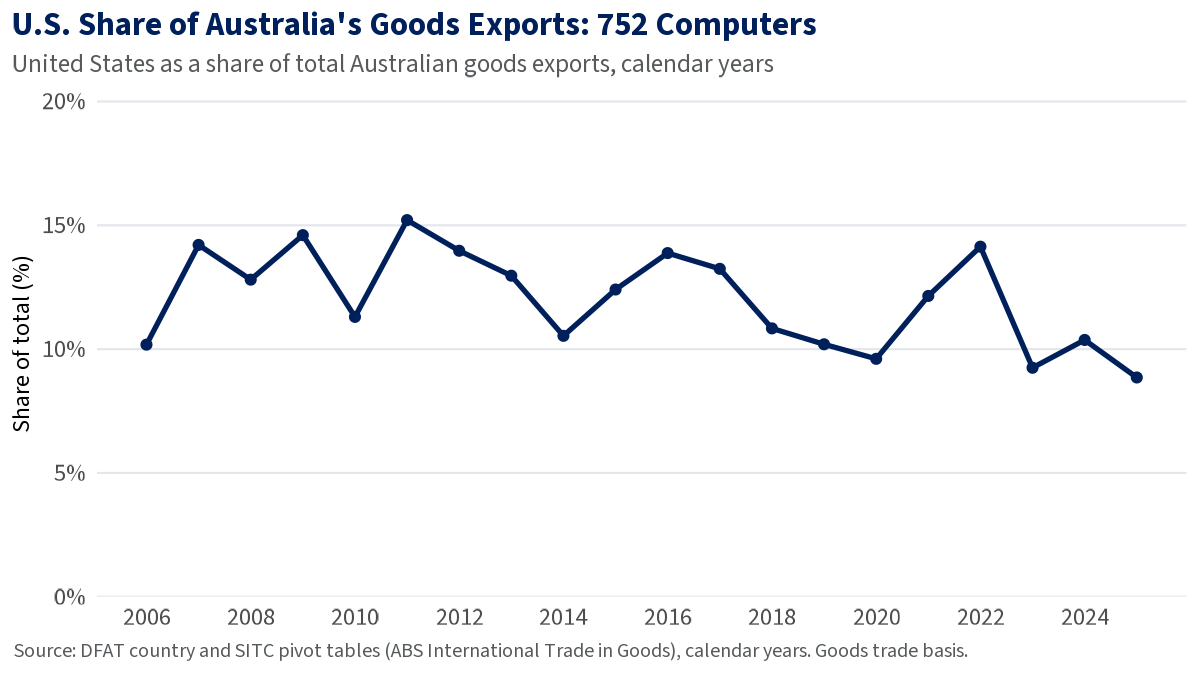 U.S. Share of Australia's Goods Exports: 752 Computers
United States as a share of total Australian goods exports, calendar years
20%
15%
10%
5%
0%
Share of total (%)
2006 2008 2010 2012 2014 2016 2018 2020 2022 2024
Source: DFAT country and SITC pivot tables (ABS International Trade in Goods), calendar years. Goods trade basis.